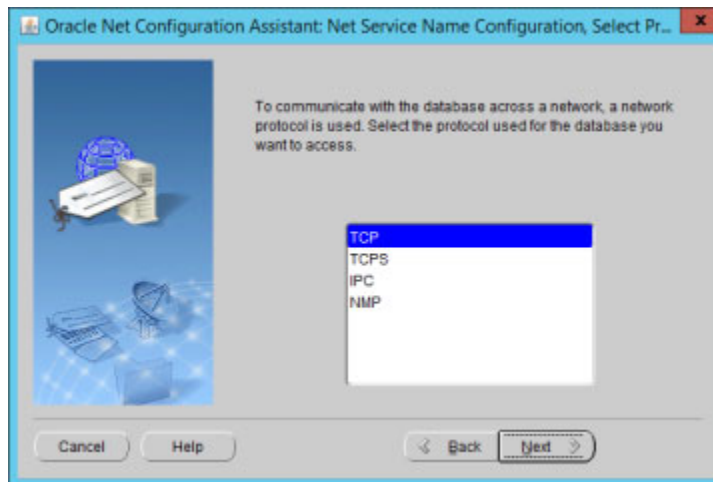 Oracle Net Configuration Assistant: Net Service Name Configuration, Select Pr...
To communicate with the database across a network, a network
protocol is used. Select the protocol used for the database you
want to access.
TCP
TCPS
IPC
NMP
Cancel Help Back Next